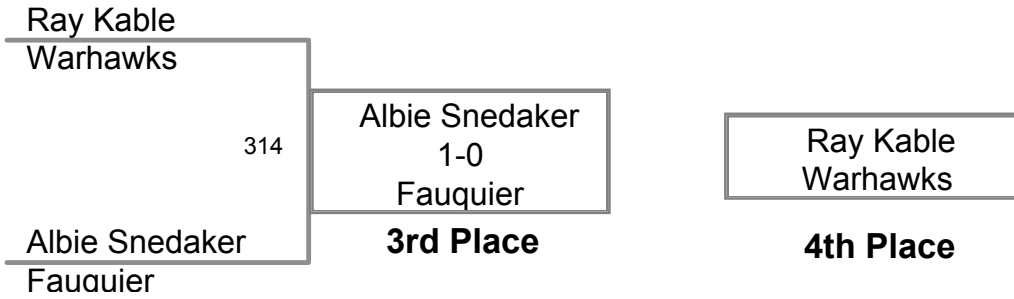 Ray Kable
Warhawks
314
Albie Snedaker
Fauquier
Albie Snedaker
1-0
Fauquier
3rd Place
Ray Kable
Warhawks
4th Place